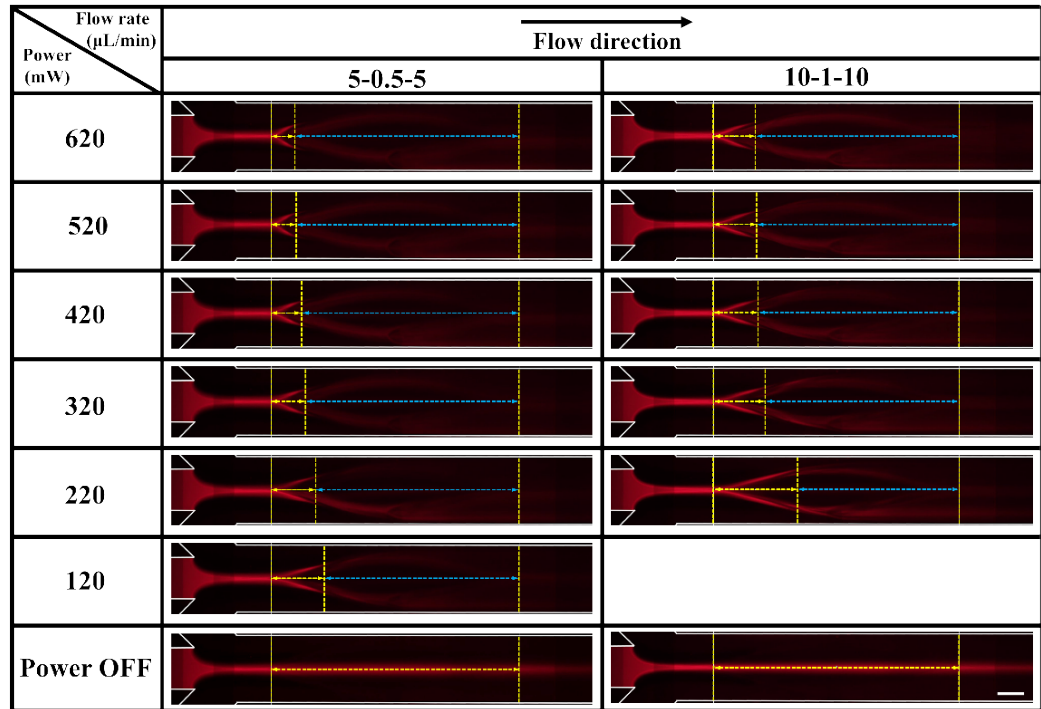 Flow rate
(μL/min)
Power
(mW)
Flow direction
5-0.5-5
10-1-10
620
520
420
320
220
120
Power OFF